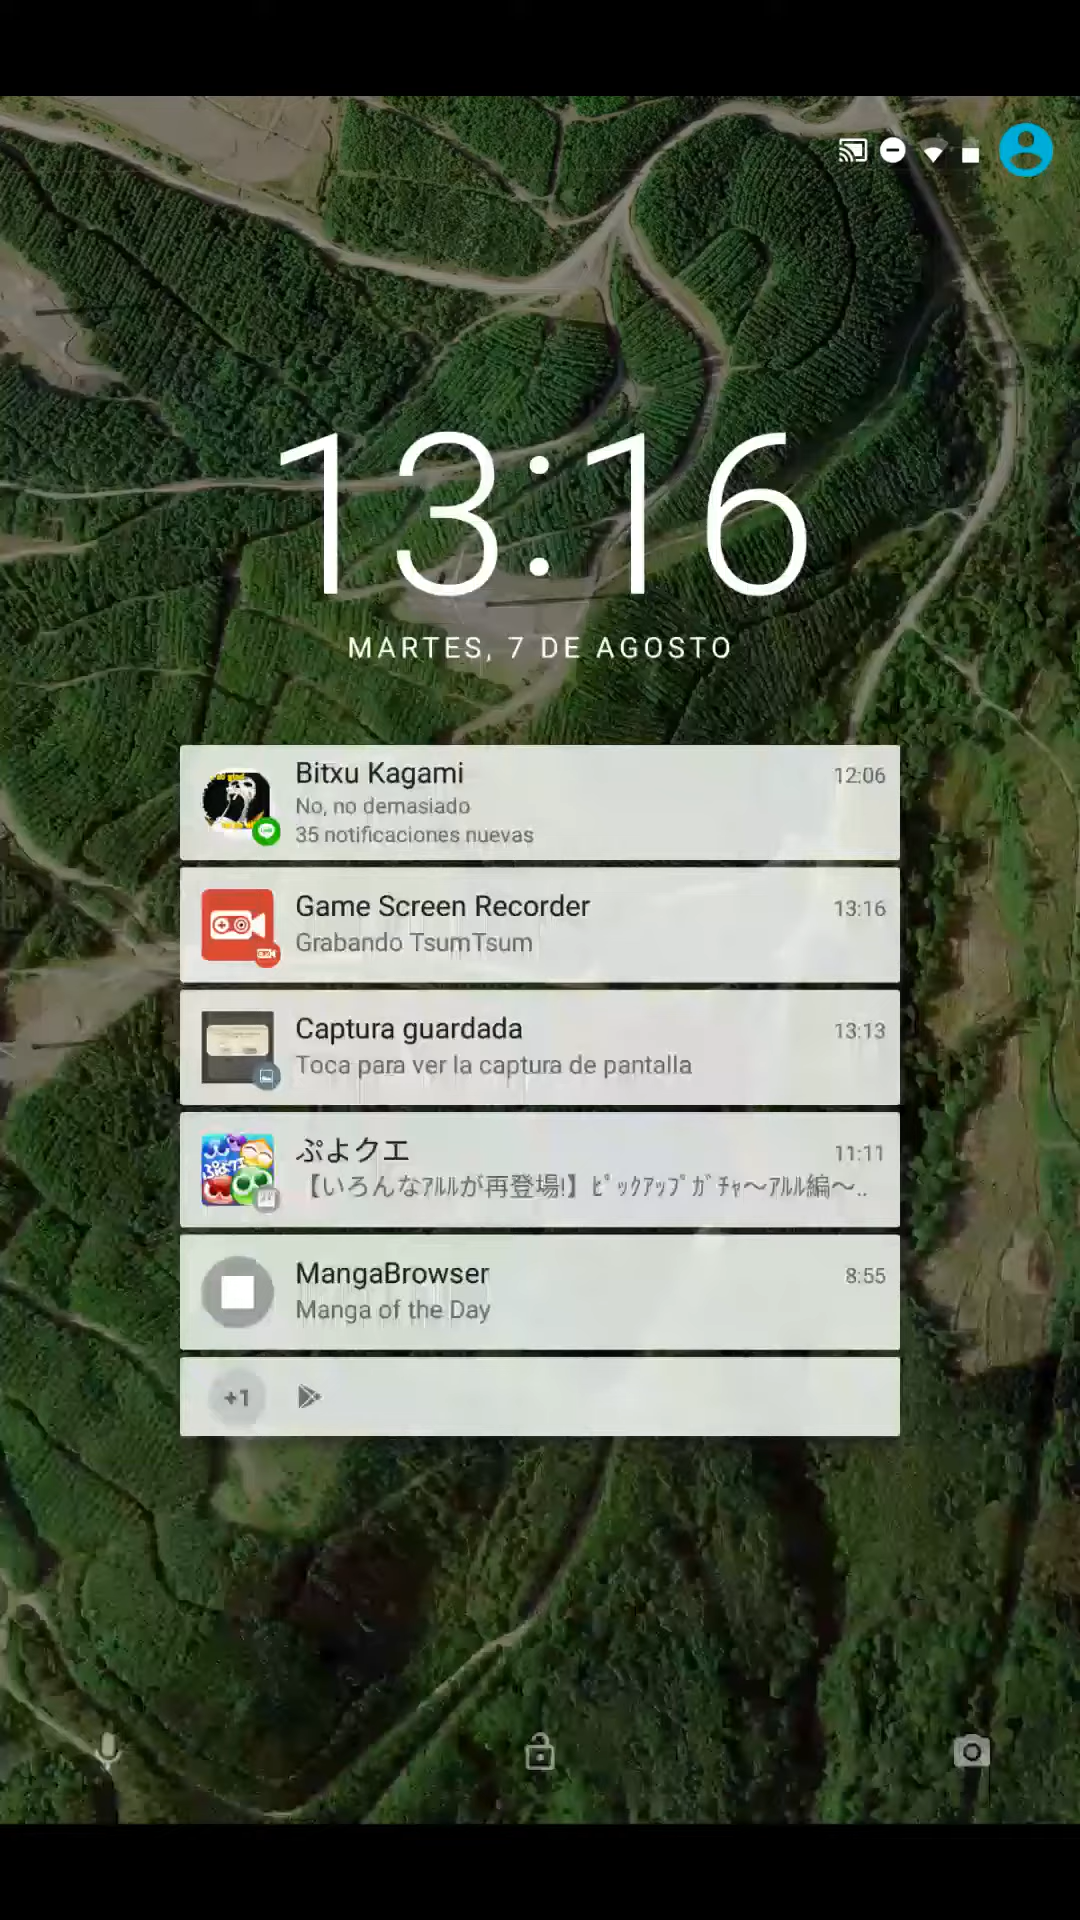 13:16
MARTES, 7 DE AGOSTO
Bitxu Kagami 12:06
No, no demasiado
35 notificaciones nuevas
Game Screen Recorder 13:16
Grabando TsumTsum
Captura guardada 13:13
Toca para ver la captura de pantalla
ぷよクエ 11:11
【いろんなｱﾙﾙが再登場!】ﾋﾟｯｸｱｯﾌﾟｶﾞﾁｬ〜ｱﾙﾙ編〜..
MangaBrowser 8:55
Manga of the Day
+1